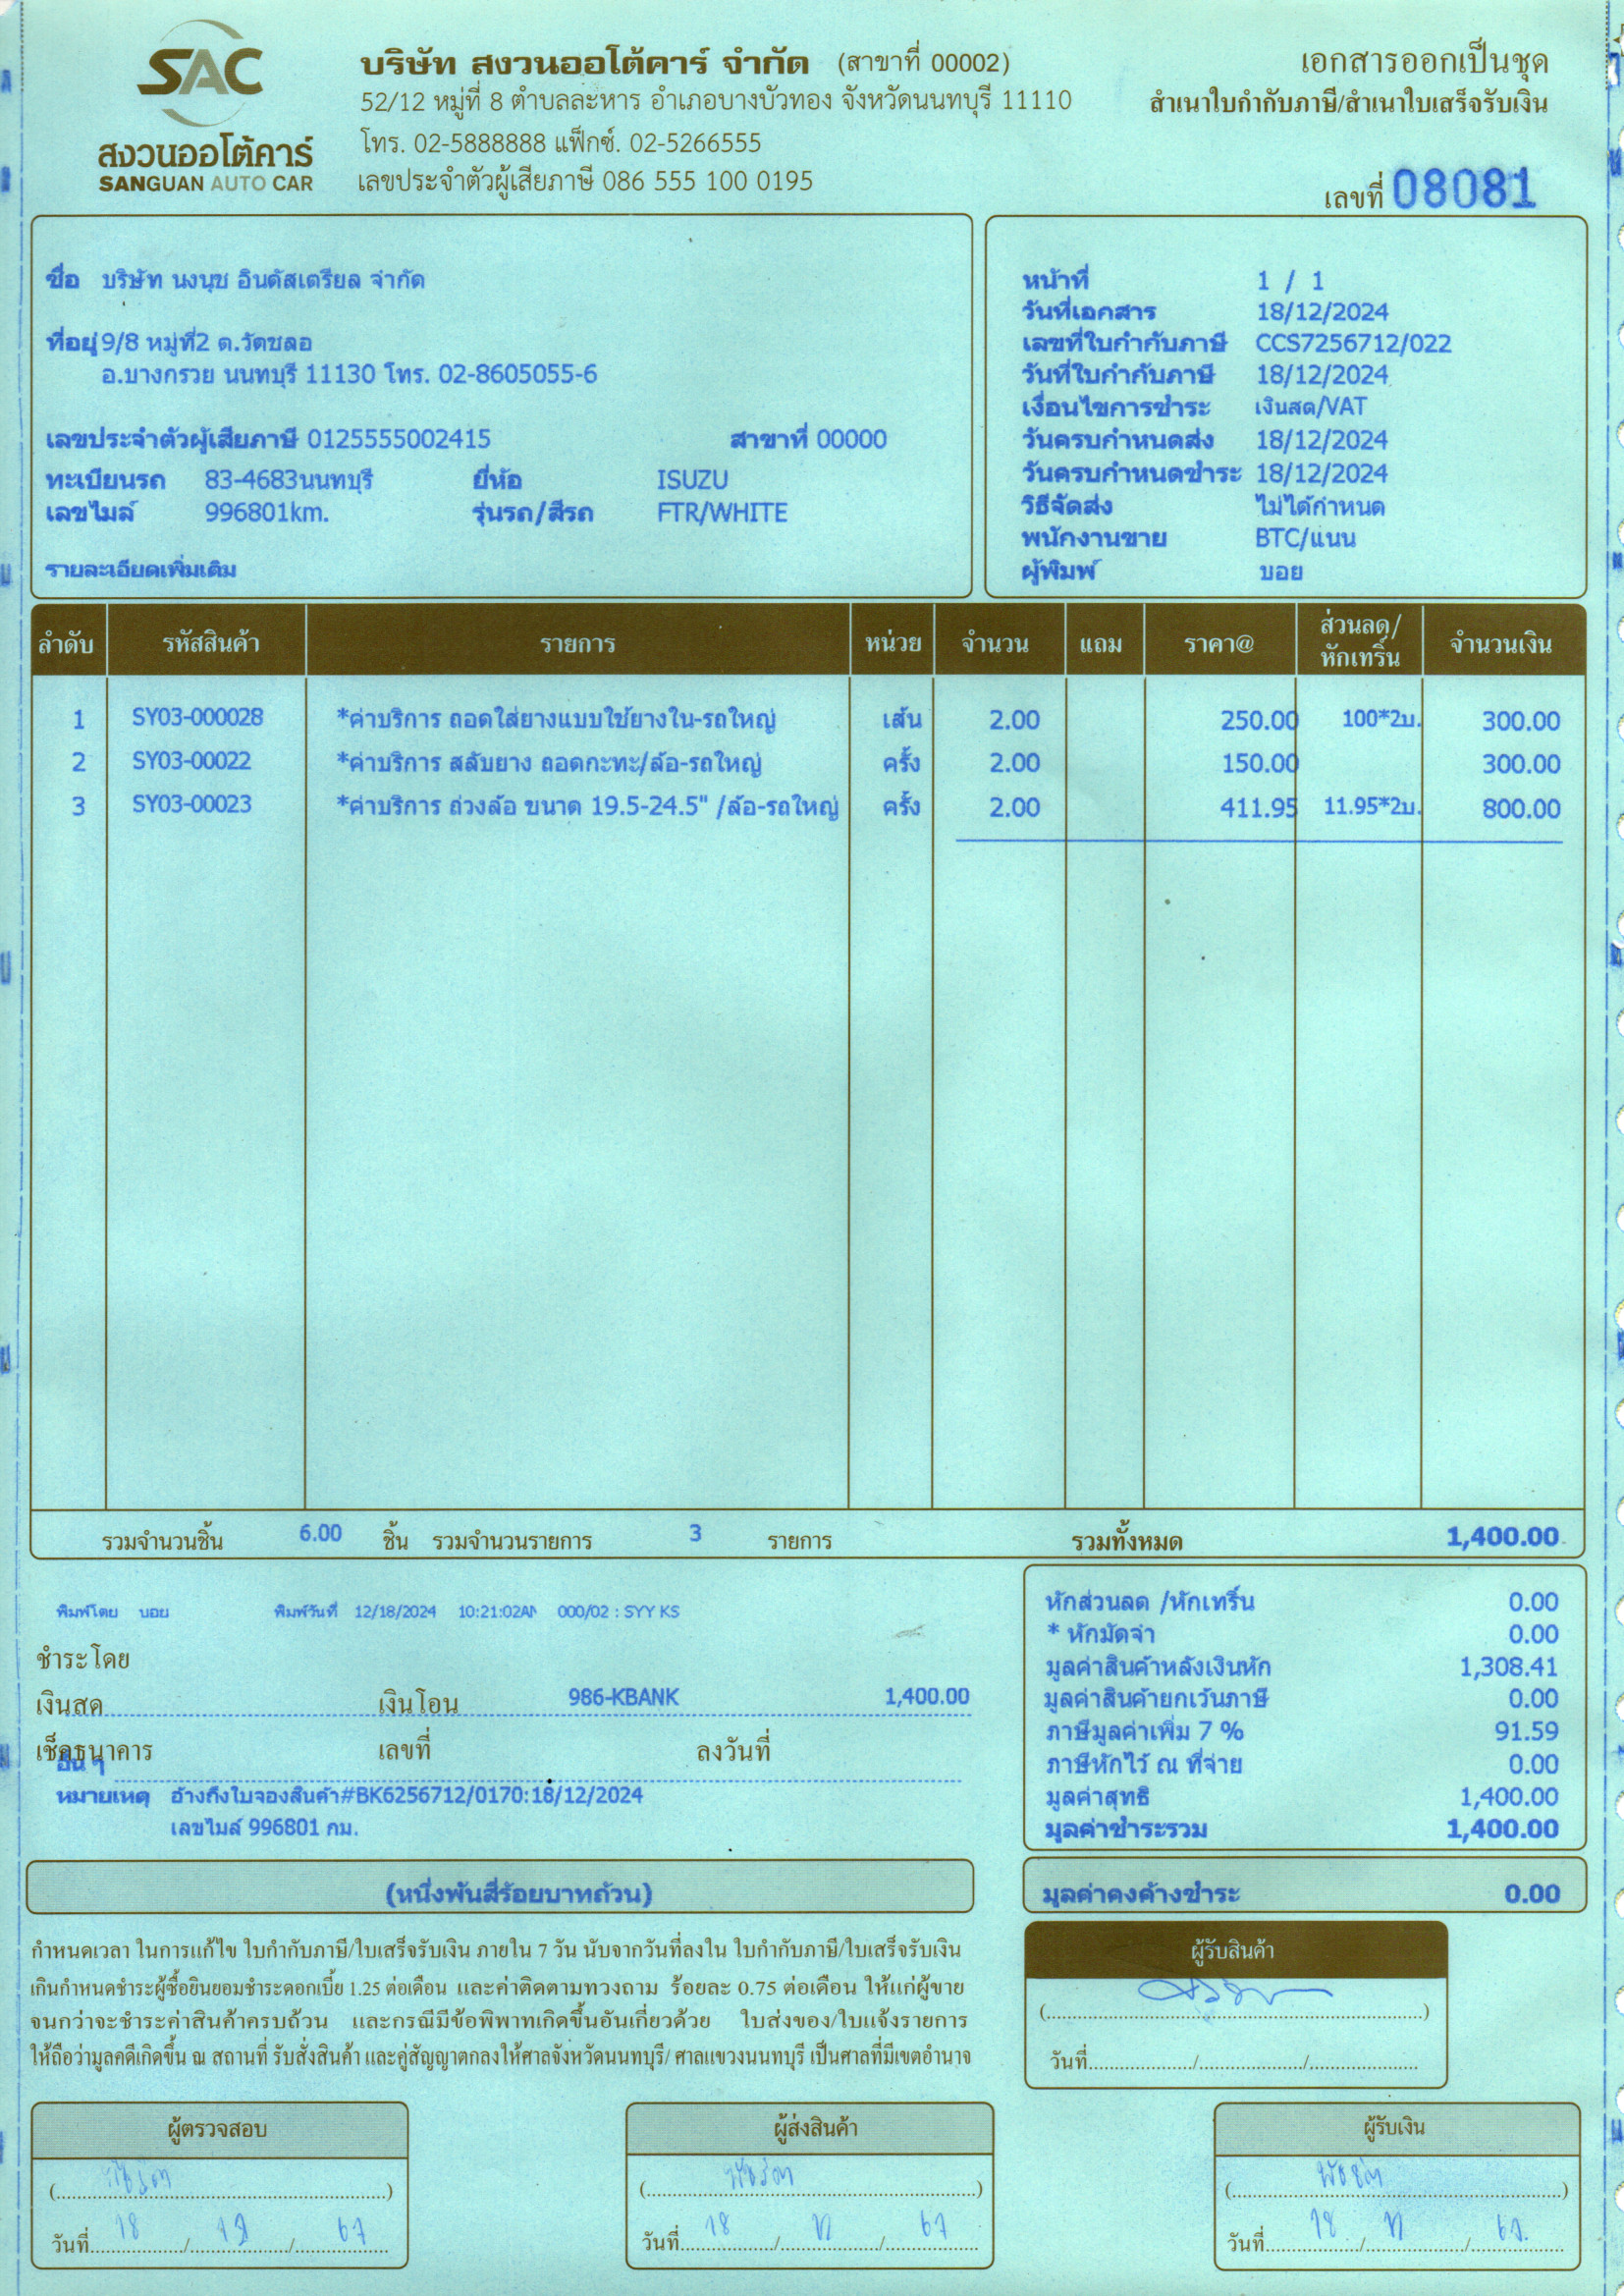 SAC
สงวนออโต้คาร์
SANGUAN AUTO CAR
บริษัท สงวนออโต้คาร์ จำกัด (สาขาที่ 00002)
52/12 หมู่ที่ 8 ตำบลละหาร อำเภอบางบัวทอง จังหวัดนนทบุรี 11110
โทร. 02-5888888 แฟ็กซ์. 02-5266555
เลขประจำตัวผู้เสียภาษี 086 555 100 0195
เอกสารออกเป็นชุด
สำเนาใบกำกับภาษี/สำเนาใบเสร็จรับเงิน
เลขที่ 08081
ชื่อ บริษัท นงนุช อินดัสเตรียล จำกัด
ที่อยู่ 9/8 หมู่ที่2 ต.วัดชลอ
อ.บางกรวย นนทบุรี 11130 โทร. 02-8605055-6
เลขประจำตัวผู้เสียภาษี 0125555002415 สาขาที่ 00000
ทะเบียนรถ 83-4683นนทบุรี ยี่ห้อ ISUZU
เลขไมล์ 996801km. รุ่นรถ/สีรถ FTR/WHITE
รายละเอียดเพิ่มเติม
หน้าที่ 1 / 1
วันที่เอกสาร 18/12/2024
เลขที่ใบกำกับภาษี CCS7256712/022
วันที่ใบกำกับภาษี 18/12/2024
เงื่อนไขการชำระ เงินสด/VAT
วันครบกำหนดส่ง 18/12/2024
วันครบกำหนดชำระ 18/12/2024
วิธีจัดส่ง ไม่ได้กำหนด
พนักงานขาย BTC/แนน
ผู้พิมพ์ บอย
ลำดับ รหัสสินค้า รายการ หน่วย จำนวน แถม ราคา@ ส่วนลด/หักเทริ์น จำนวนเงิน
1 SY03-000028 *ค่าบริการ ถอดใส่ยางแบบใช้ยางใน-รถใหญ่ เส้น 2.00 250.00 100*2บ. 300.00
2 SY03-00022 *ค่าบริการ สลับยาง ถอดกะทะ/ล้อ-รถใหญ่ ครั้ง 2.00 150.00 300.00
3 SY03-00023 *ค่าบริการ ถ่วงล้อ ขนาด 19.5-24.5" /ล้อ-รถใหญ่ ครั้ง 2.00 411.95 11.95*2บ. 800.00
รวมจำนวนชิ้น 6.00 ชิ้น รวมจำนวนรายการ 3 รายการ รวมทั้งหมด 1,400.00
พิมพ์โดย บอย พิมพ์วันที่ 12/18/2024 10:21:02AM 000/02 : SYY KS
ชำระโดย
เงินสด เงินโอน 986-KBANK 1,400.00
เช็คธนาคาร เลขที่ ลงวันที่
อื่น ๆ
หมายเหตุ อ้างถึงใบจองสินค้า#BK6256712/0170:18/12/2024
เลขไมล์ 996801 กม.
หักส่วนลด /หักเทริ์น 0.00
* หักมัดจำ 0.00
มูลค่าสินค้าหลังเงินหัก 1,308.41
มูลค่าสินค้ายกเว้นภาษี 0.00
ภาษีมูลค่าเพิ่ม 7 % 91.59
ภาษีหักไว้ ณ ที่จ่าย 0.00
มูลค่าสุทธิ 1,400.00
มูลค่าชำระรวม 1,400.00
(หนึ่งพันสี่ร้อยบาทถ้วน)
มูลค่าคงค้างชำระ 0.00
กำหนดเวลา ในการแก้ไข ใบกำกับภาษี/ใบเสร็จรับเงิน ภายใน 7 วัน นับจากวันที่ลงใน ใบกำกับภาษี/ใบเสร็จรับเงิน
เกินกำหนดชำระผู้ซื้อยินยอมชำระดอกเบี้ย 1.25 ต่อเดือน และค่าติดตามทวงถาม ร้อยละ 0.75 ต่อเดือน ให้แก่ผู้ขาย
จนกว่าจะชำระค่าสินค้าครบถ้วน และกรณีมีข้อพิพาทเกิดขึ้นอันเกี่ยวด้วย ใบส่งของ/ใบแจ้งรายการ
ให้ถือว่ามูลคดีเกิดขึ้น ณ สถานที่ รับสั่งสินค้า และคู่สัญญาตกลงให้ศาลจังหวัดนนทบุรี/ ศาลแขวงนนทบุรี เป็นศาลที่มีเขตอำนาจ
ผู้รับสินค้า
วันที่ / /
ผู้ตรวจสอบ
วันที่ 18 / 12 / 67
ผู้ส่งสินค้า
วันที่ 18 / 12 / 67
ผู้รับเงิน
วันที่ 18 / 12 / 67